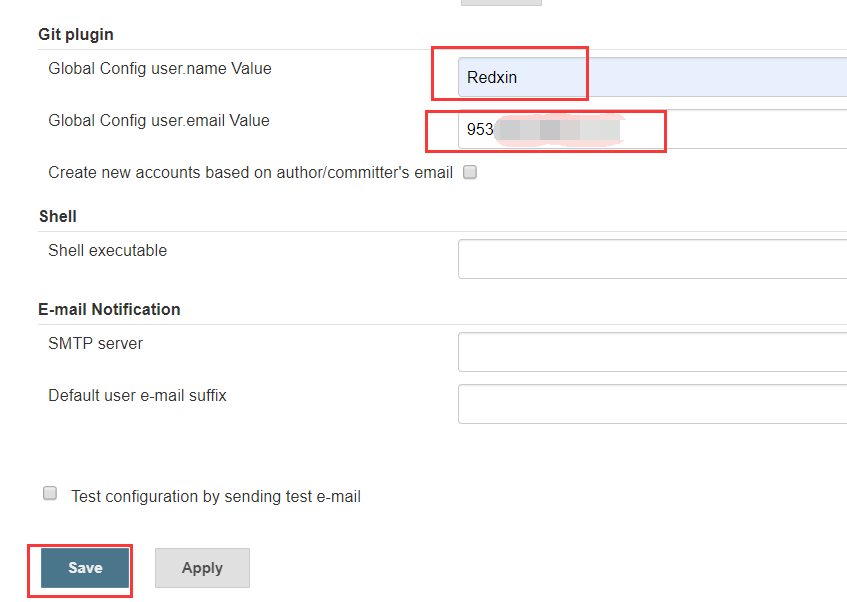 Git plugin
Global Config user.name Value
Redxin
Global Config user.email Value
953
Create new accounts based on author/committer's email
Shell
Shell executable
E-mail Notification
SMTP server
Default user e-mail suffix
Test configuration by sending test e-mail
Save
Apply